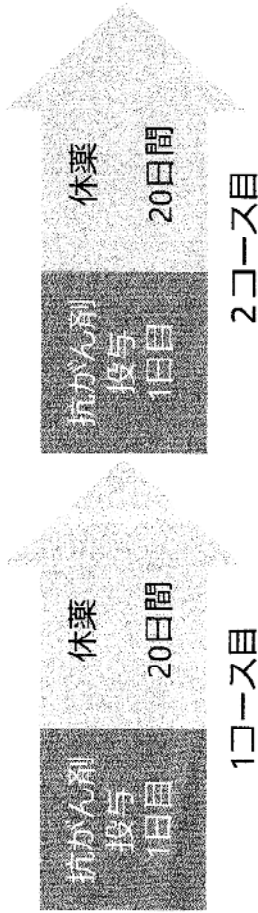 抗がん剤
投与
1日目
休薬
20日間
1コース目
抗がん剤
投与
1日目
休薬
20日間
2コース目